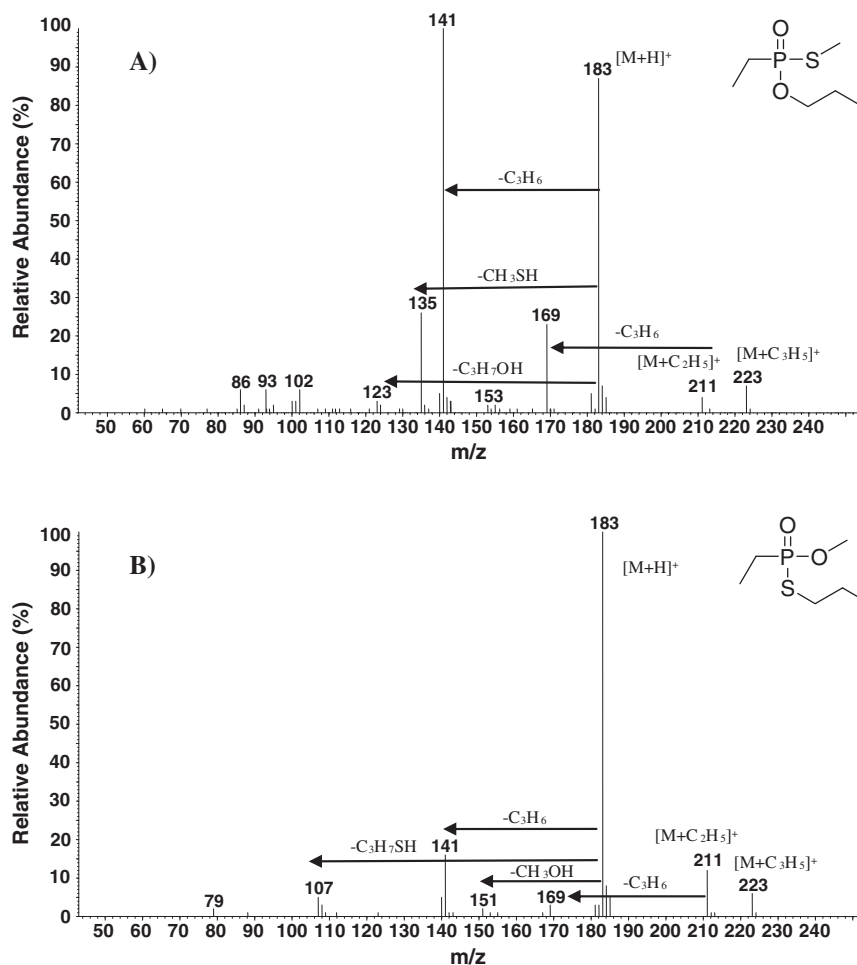 A)
Relative Abundance (%)
100
90
80
70
60
50
40
30
20
10
0
141
183
[M+H]⁺
O
P
S
O
-C₃H₆
-CH₃SH
135
169
-C₃H₆
-C₃H₇OH
[M+C₂H₅]⁺
[M+C₃H₅]⁺
86
93
102
123
153
211
223
50 60 70 80 90 100 110 120 130 140 150 160 170 180 190 200 210 220 230 240
m/z
B)
Relative Abundance (%)
100
90
80
70
60
50
40
30
20
10
0
183
[M+H]⁺
O
P
O
S
-C₃H₆
-C₃H₇SH
141
-CH₃OH
-C₃H₆
[M+C₂H₅]⁺
211
[M+C₃H₅]⁺
223
79
107
151
169
50 60 70 80 90 100 110 120 130 140 150 160 170 180 190 200 210 220 230 240
m/z